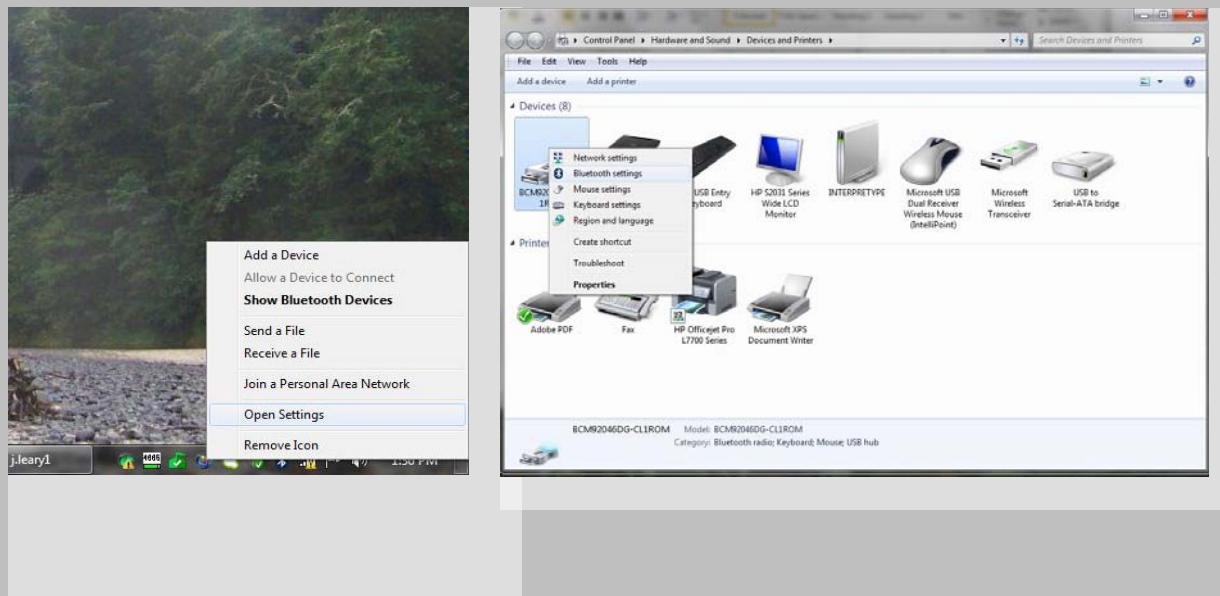 Add a Device
Allow a Device to Connect
Show Bluetooth Devices
Send a File
Receive a File
Join a Personal Area Network
Open Settings
Remove Icon
j.leary1
1:50 PM
Control Panel Hardware and Sound Devices and Printers
Search Devices and Printers
File Edit View Tools Help
Add a device Add a printer
Devices (8)
Network settings
Bluetooth settings
Mouse settings
Keyboard settings
Region and language
Create shortcut
Troubleshoot
Properties
USB Entry
HP S2031 Series
Wide LCD
Monitor
INTERPRETYPE
Microsoft USB
Dual Receiver
Wireless Mouse
(IntelliPoint)
Microsoft
Wireless
Transceiver
USB to
Serial-ATA bridge
Adobe PDF
Fax
HP Officejet Pro
L7700 Series
Microsoft XPS
Document Writer
BCM92046DG-CL1ROM Model: BCM92046DG-CL1ROM
Category: Bluetooth radio; Keyboard; Mouse; USB hub